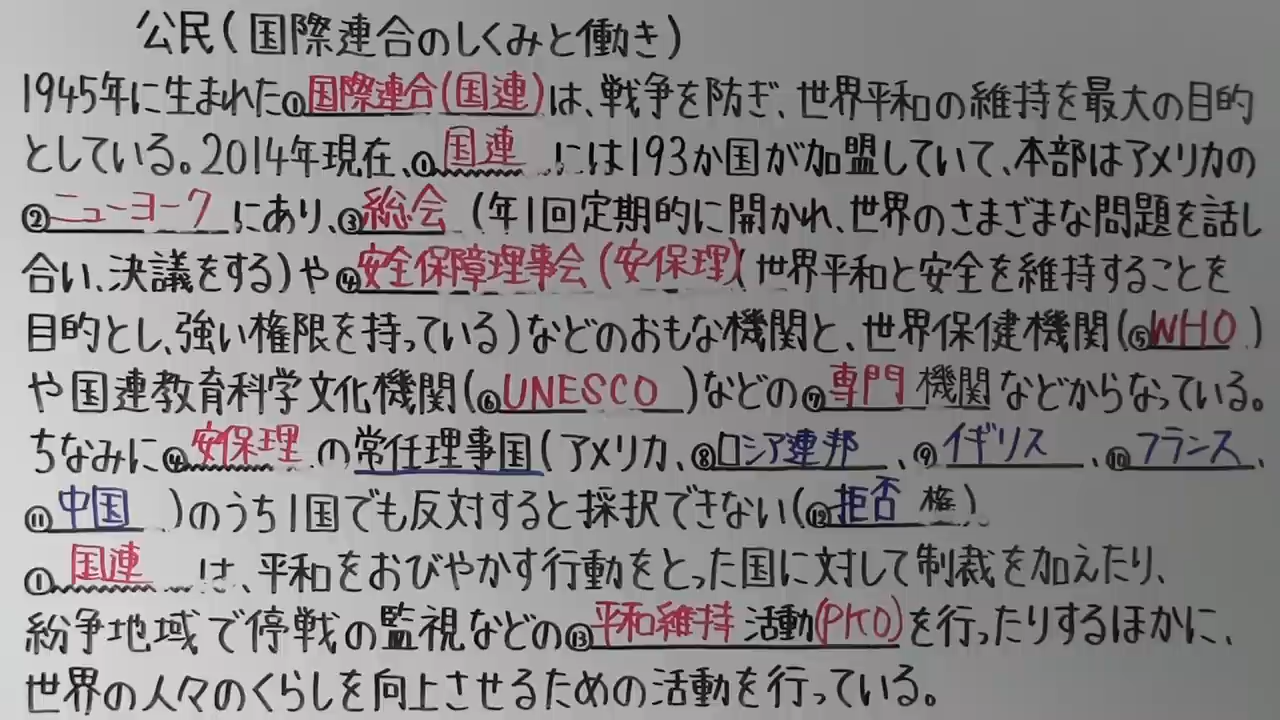 公民(国際連合のしくみと働き)
1945年に生まれた①国際連合(国連)は、戦争を防ぎ、世界平和の維持を最大の目的
としている。2014年現在、①国連には193か国が加盟していて、本部はアメリカの
②ニューヨークにあり、③総会(年1回定期的に開かれ、世界のさまざまな問題を話し
合い、決議をする)や④安全保障理事会(安保理)(世界平和と安全を維持することを
目的とし、強い権限を持っている)などのおもな機関と、世界保健機関(⑤WHO)
や国連教育科学文化機関(⑥UNESCO)などの⑦専門機関などからなっている。
ちなみに④安保理の常任理事国(アメリカ、⑧ロシア連邦、⑨イギリス、⑩フランス、
⑪中国)のうち1国でも反対すると採択できない(⑫拒否権)
①国連は、平和をおびやかす行動をとった国に対して制裁を加えたり、
紛争地域で停戦の監視などの⑬平和維持活動(PKO)を行ったりするほかに、
世界の人々のくらしを向上させるための活動を行っている。